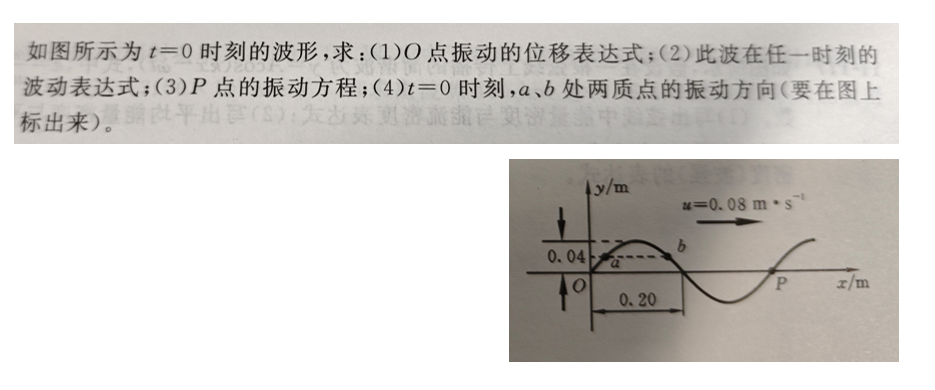 如图所示为 t=0 时刻的波形,求:(1)O 点振动的位移表达式;(2)此波在任一时刻的
波动表达式;(3)P 点的振动方程;(4)t=0 时刻,a、b 处两质点的振动方向(要在图上
标出来)。
y/m
u=0.08 m·s⁻¹
b
0.04
a
O
P
x/m
0.20